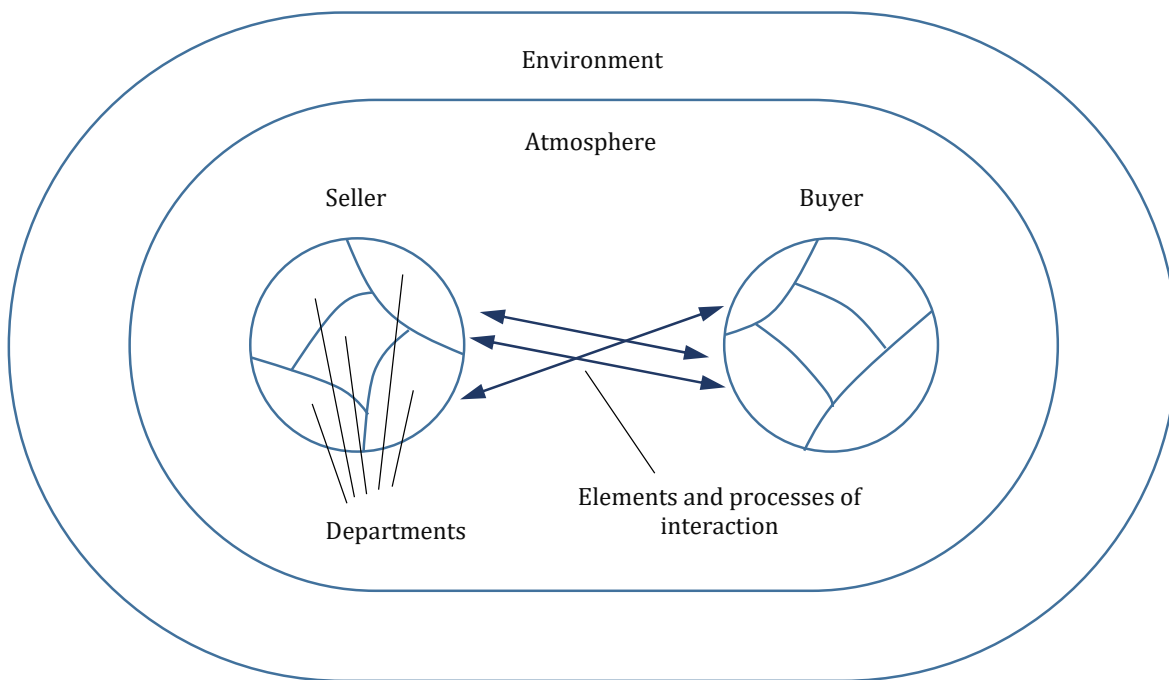 Environment
Atmosphere
Seller
Buyer
Departments
Elements and processes of
interaction